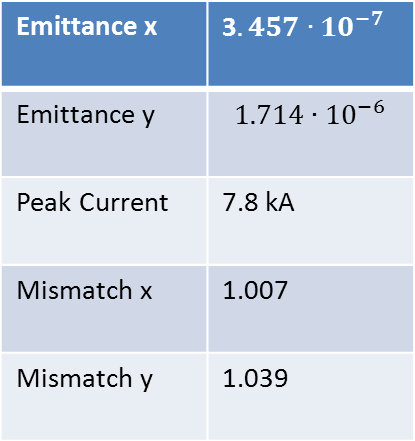 Emittance x 3.457 · 10⁻⁷
Emittance y 1.714 · 10⁻⁶
Peak Current 7.8 kA
Mismatch x 1.007
Mismatch y 1.039